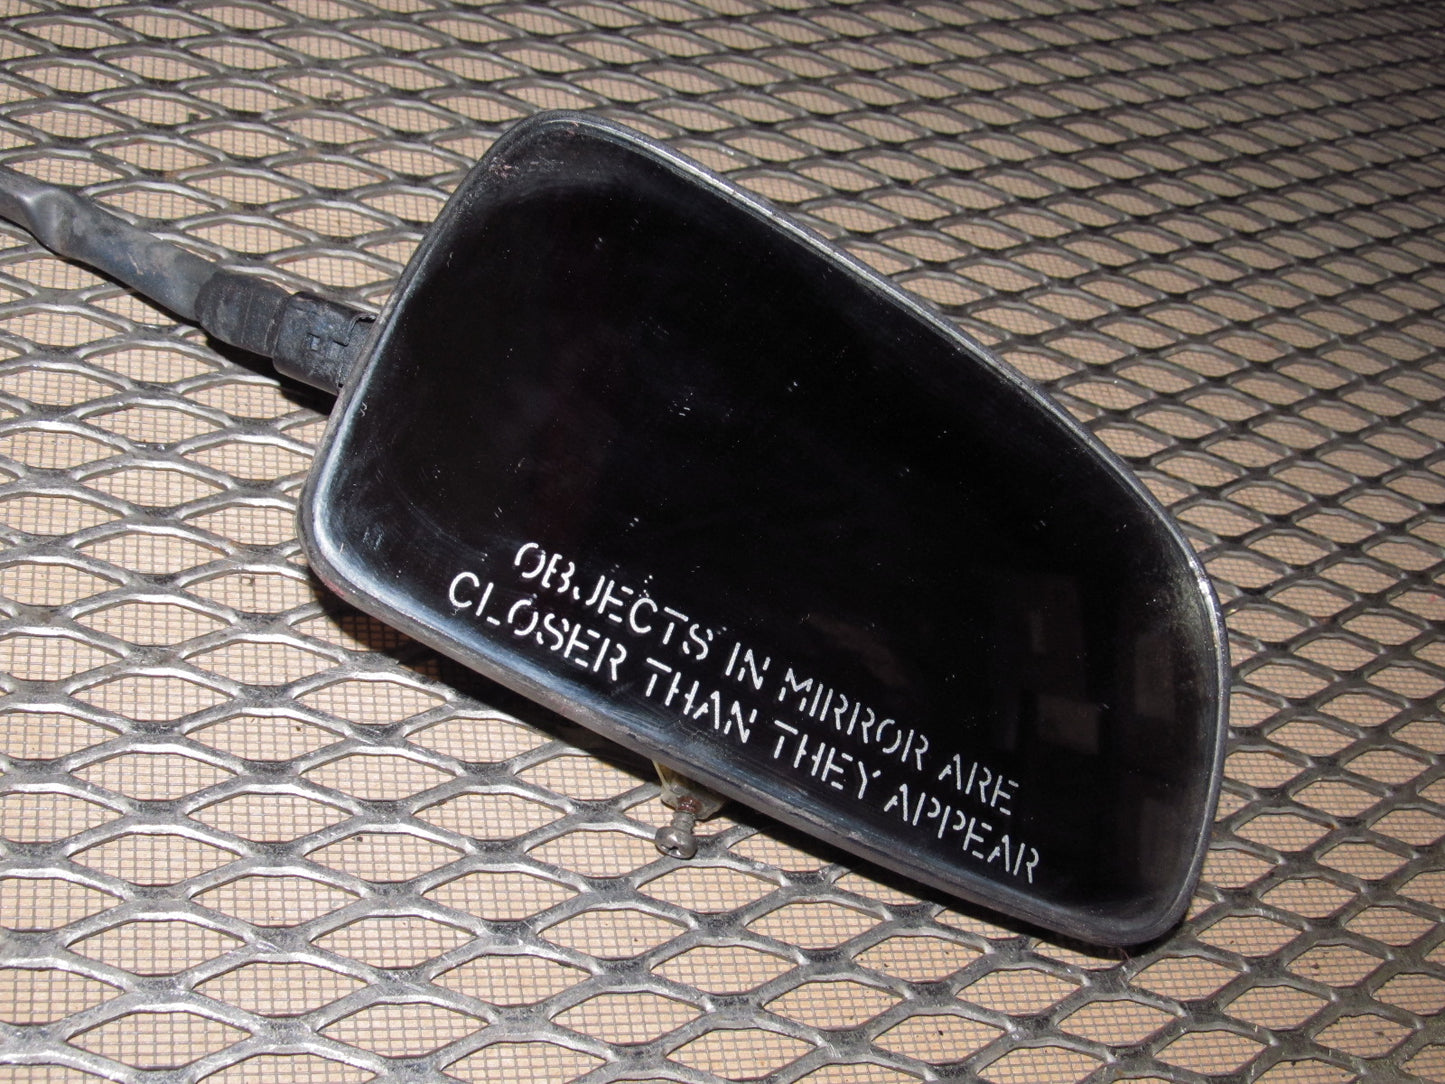 OBJECTS IN MIRROR ARE
CLOSER THAN THEY APPEAR